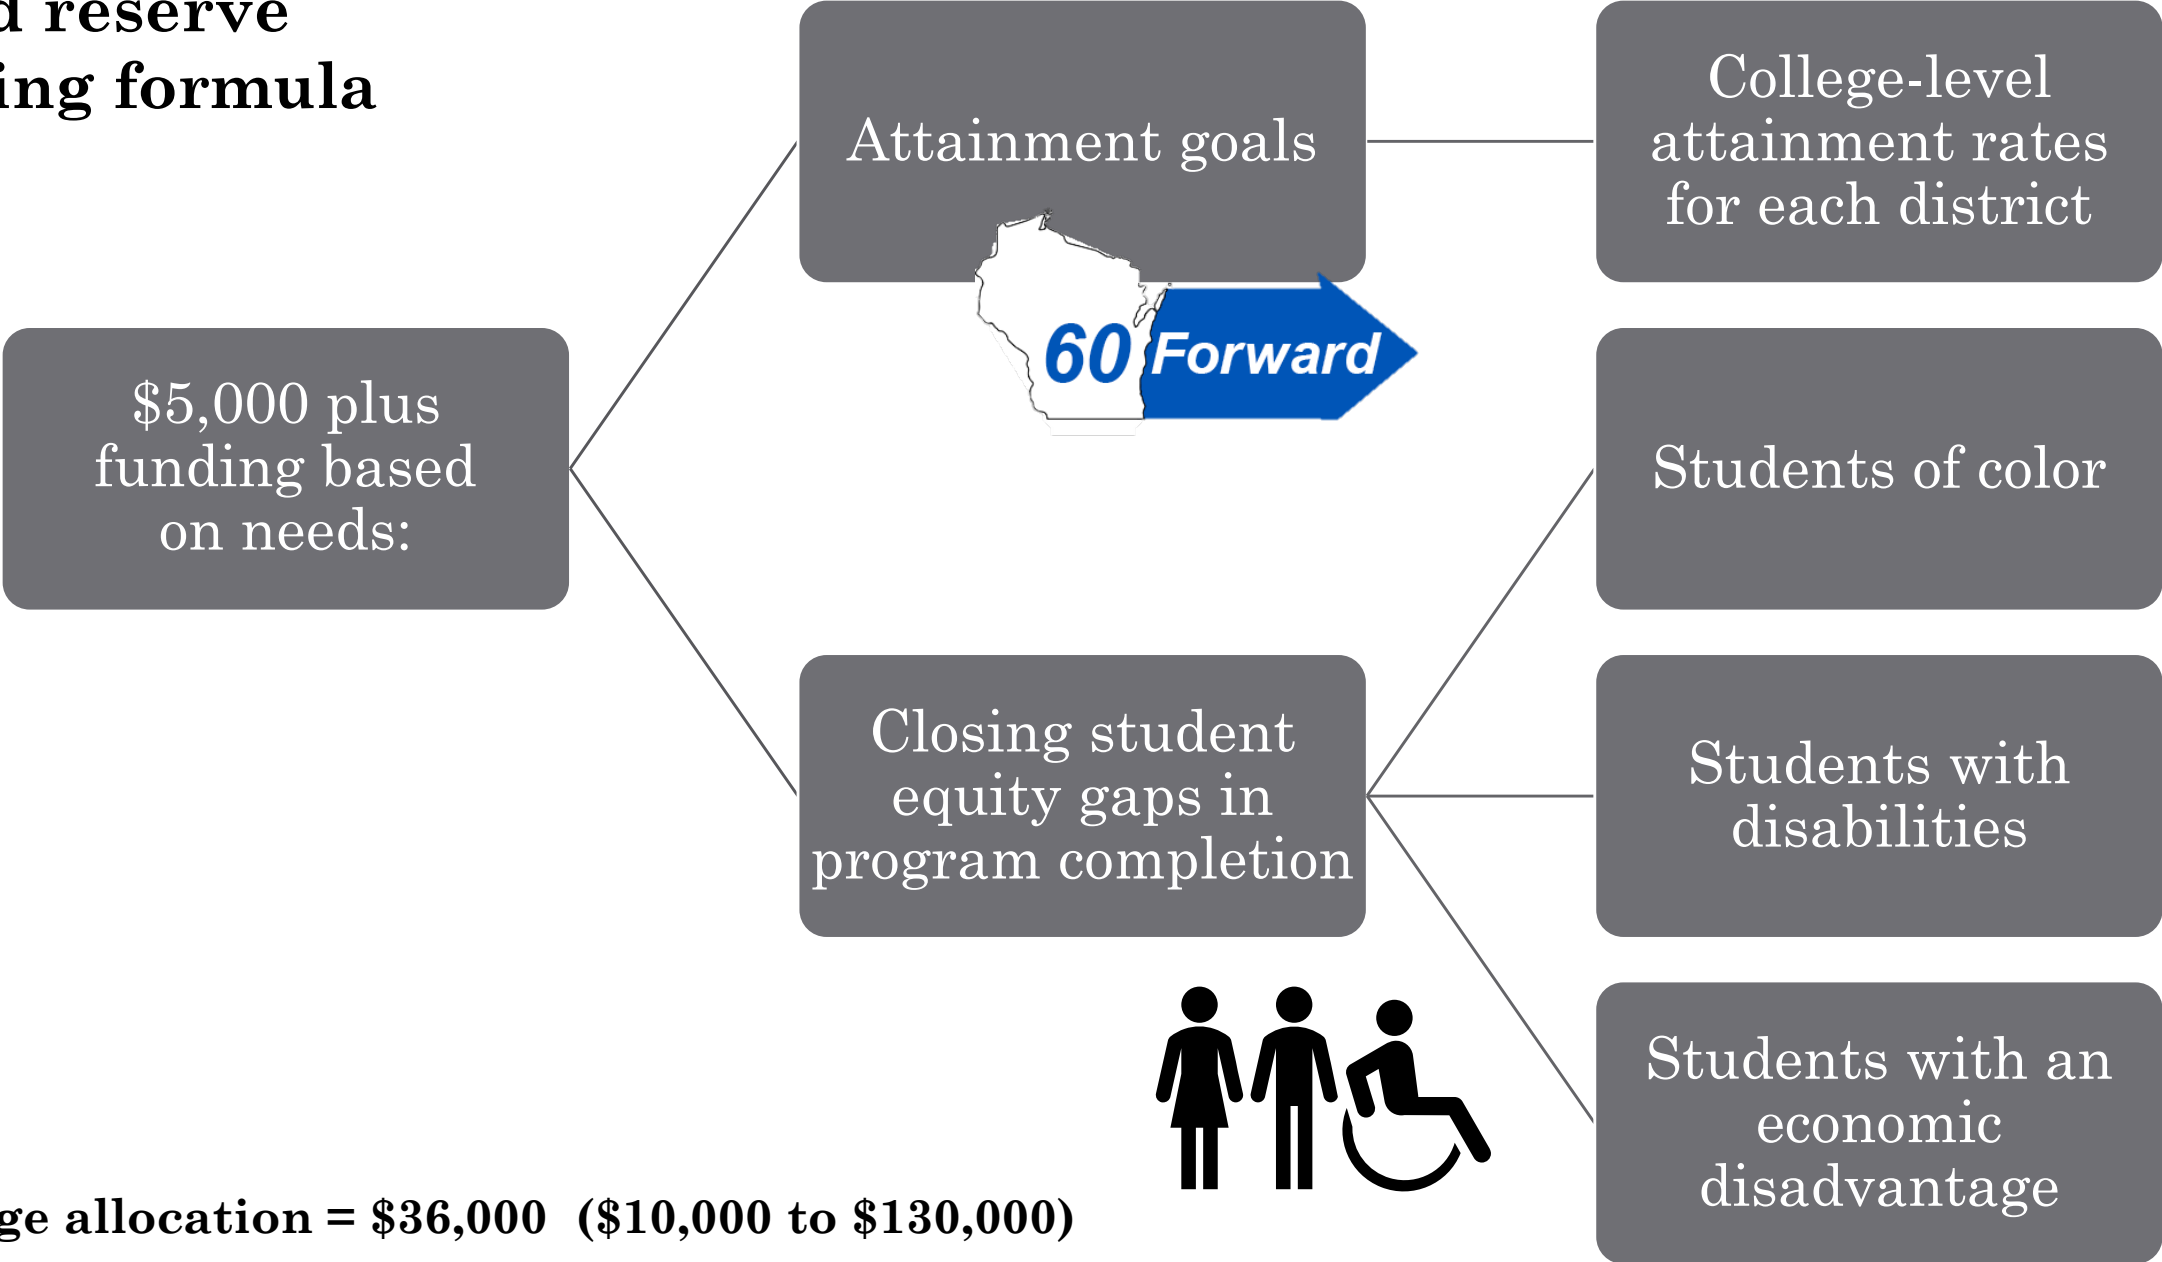 reserve
formula
Attainment goals
College-level
attainment rates
for each district
60 Forward
$5,000 plus
funding based
on needs:
Students of color
Closing student
equity gaps in
program completion
Students with
disabilities
Students with an
economic
disadvantage
allocation = $36,000 ($10,000 to $130,000)